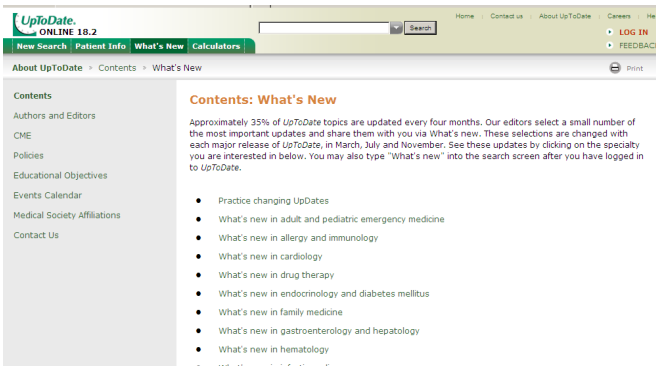 UpToDate.
ONLINE 18.2
Search
Home
Contact us
About UpToDate
Careers
He
LOG IN
FEEDBAC
New Search
Patient Info
What's New
Calculators
About UpToDate
Contents
What's New
Print
Contents
Authors and Editors
CME
Policies
Educational Objectives
Events Calendar
Medical Society Affiliations
Contact Us
Contents: What's New
Approximately 35% of UpToDate topics are updated every four months. Our editors select a small number of
the most important updates and share them with you via What's new. These selections are changed with
each major release of UpToDate, in March, July and November. See these updates by clicking on the specialty
you are interested in below. You may also type "What's new" into the search screen after you have logged in
to UpToDate.
Practice changing UpDates
What's new in adult and pediatric emergency medicine
What's new in allergy and immunology
What's new in cardiology
What's new in drug therapy
What's new in endocrinology and diabetes mellitus
What's new in family medicine
What's new in gastroenterology and hepatology
What's new in hematology